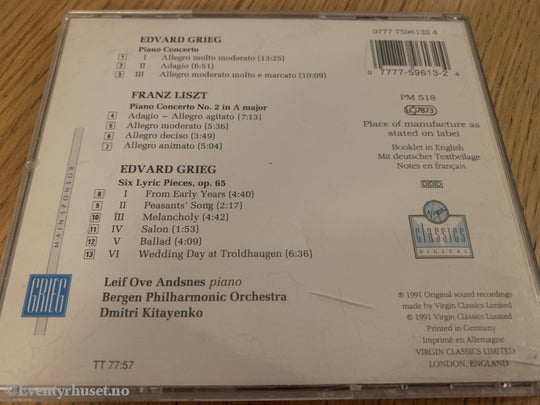 EDVARD GRIEG
Piano Concerto
1 I Allegro molto moderato (13:25)
2 II Adagio (6:51)
3 III Allegro moderato molto e marcato (10:09)
FRANZ LISZT
Piano Concerto No. 2 in A major
4 Adagio – Allegro agitato (7:13)
5 Allegro moderato (5:36)
6 Allegro deciso (3:49)
7 Allegro animato (5:04)
EDVARD GRIEG
Six Lyric Pieces, op. 65
8 I From Early Years (4:40)
9 II Peasants' Song (2:17)
10 III Melancholy (4:42)
11 IV Salon (1:53)
12 V Ballad (4:09)
13 VI Wedding Day at Troldhaugen (6:36)
Leif Ove Andsnes piano
Bergen Philharmonic Orchestra
Dmitri Kitayenko
TT 77:57
MAIN SPONSOR
GRIEG
0777 7596132 4
0 7777-59613-2 4
PM 518
LC 7873
Place of manufacture as
stated on label
Booklet in English
Mit deutscher Textbeilage
Notes en français
DDD
Virgin
classics
DIGITAL
℗ 1991 Original sound recordings
made by Virgin Classics Limited
© 1991 Virgin Classics Limited
Printed in Germany
Imprimé en Allemagne
VIRGIN CLASSICS LIMITED
LONDON, ENGLAND
©Eventyrhuset.no